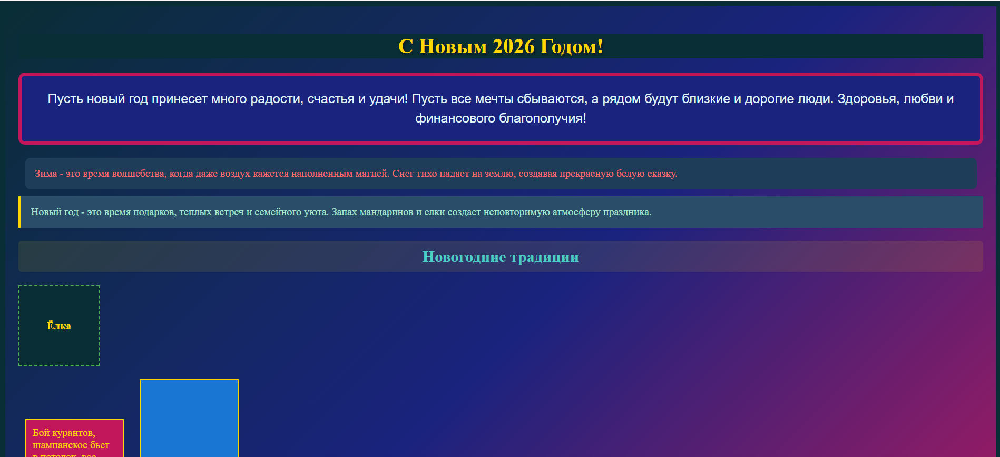 С Новым 2026 Годом!
Пусть новый год принесет много радости, счастья и удачи! Пусть все мечты сбываются, а рядом будут близкие и дорогие люди. Здоровья, любви и
финансового благополучия!
Зима - это время волшебства, когда даже воздух кажется наполненным магией. Снег тихо падает на землю, создавая прекрасную белую сказку.
Новый год - это время подарков, теплых встреч и семейного уюта. Запах мандаринов и елки создает неповторимую атмосферу праздника.
Новогодние традиции
Ёлка
Бой курантов,
шампанское бьет
в потолок, все